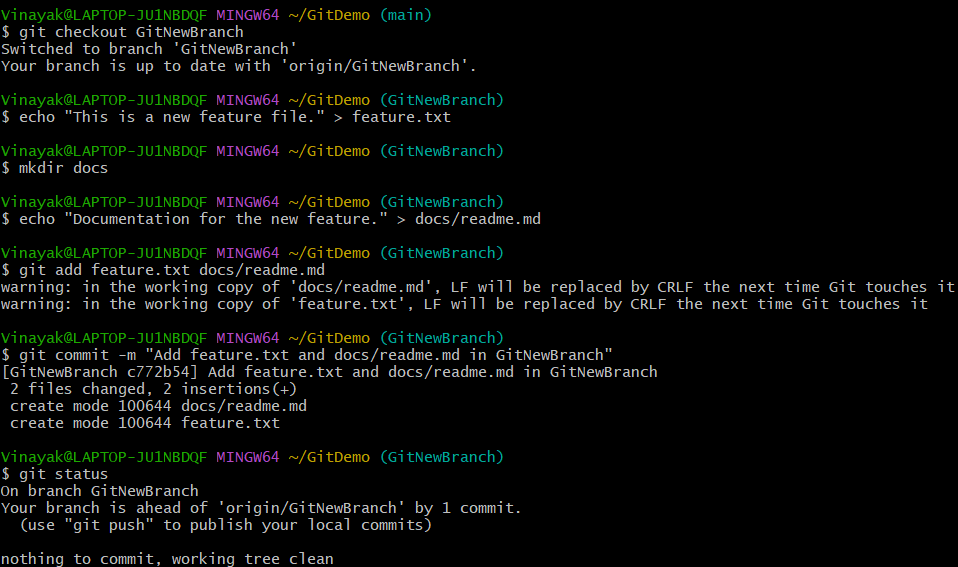 Vinayak@LAPTOP-JU1NBDQF MINGW64 ~/GitDemo (main)
$ git checkout GitNewBranch
Switched to branch 'GitNewBranch'
Your branch is up to date with 'origin/GitNewBranch'.

Vinayak@LAPTOP-JU1NBDQF MINGW64 ~/GitDemo (GitNewBranch)
$ echo "This is a new feature file." > feature.txt

Vinayak@LAPTOP-JU1NBDQF MINGW64 ~/GitDemo (GitNewBranch)
$ mkdir docs

Vinayak@LAPTOP-JU1NBDQF MINGW64 ~/GitDemo (GitNewBranch)
$ echo "Documentation for the new feature." > docs/readme.md

Vinayak@LAPTOP-JU1NBDQF MINGW64 ~/GitDemo (GitNewBranch)
$ git add feature.txt docs/readme.md
warning: in the working copy of 'docs/readme.md', LF will be replaced by CRLF the next time Git touches it
warning: in the working copy of 'feature.txt', LF will be replaced by CRLF the next time Git touches it

Vinayak@LAPTOP-JU1NBDQF MINGW64 ~/GitDemo (GitNewBranch)
$ git commit -m "Add feature.txt and docs/readme.md in GitNewBranch"
[GitNewBranch c772b54] Add feature.txt and docs/readme.md in GitNewBranch
 2 files changed, 2 insertions(+)
 create mode 100644 docs/readme.md
 create mode 100644 feature.txt

Vinayak@LAPTOP-JU1NBDQF MINGW64 ~/GitDemo (GitNewBranch)
$ git status
On branch GitNewBranch
Your branch is ahead of 'origin/GitNewBranch' by 1 commit.
  (use "git push" to publish your local commits)

nothing to commit, working tree clean